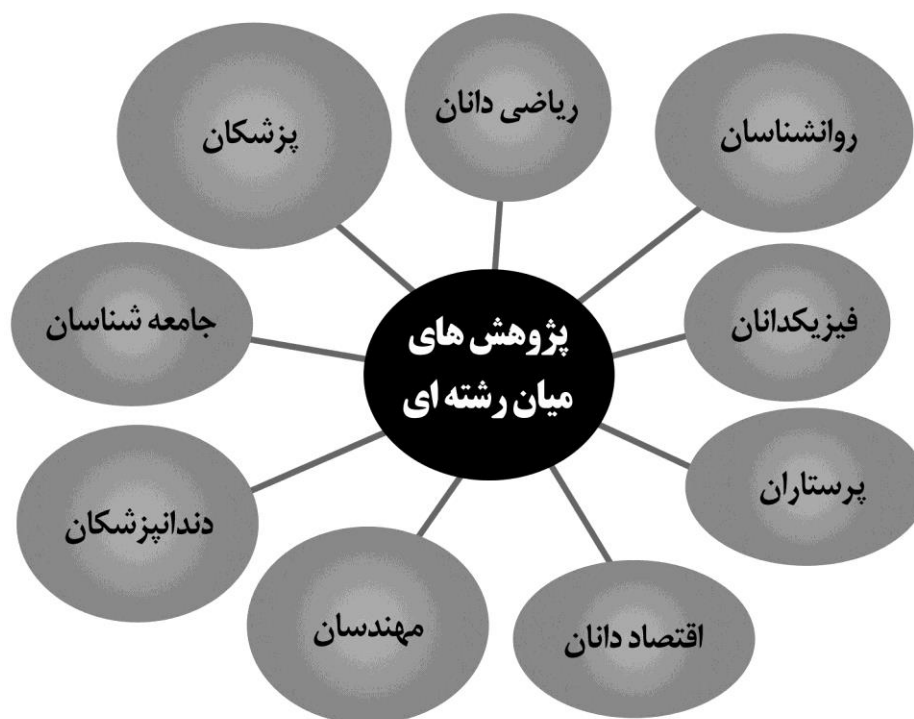 ریاضی دانان
روانشناسان
پزشکان
فیزیکدانان
جامعه شناسان
پژوهش های
میان رشته ای
پرستاران
دندانپزشکان
مهندسان
اقتصاد دانان